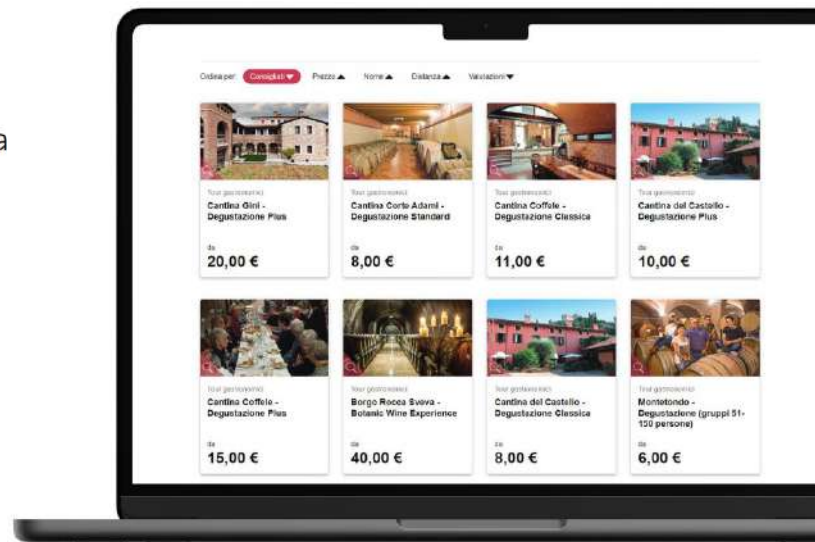 a
Ordina per: Consigliati ▼ Prezzo ▲ Nome ▲ Distanza ▲ Valutazioni ▼
Tour gastronomici
Cantina Gini -
Degustazione Plus
da
20,00 €
Tour gastronomici
Cantina Corte Adami -
Degustazione Standard
da
8,00 €
Tour gastronomici
Cantina Coffele -
Degustazione Classica
da
11,00 €
Tour gastronomici
Cantina del Castello -
Degustazione Plus
da
10,00 €
Tour gastronomici
Cantina Coffele -
Degustazione Plus
da
15,00 €
Tour gastronomici
Borgo Rocca Sveva -
Botanic Wine Experience
da
40,00 €
Tour gastronomici
Cantina del Castello -
Degustazione Classica
da
8,00 €
Tour gastronomici
Montetondo -
Degustazione (gruppi 51-
150 persone)
da
6,00 €